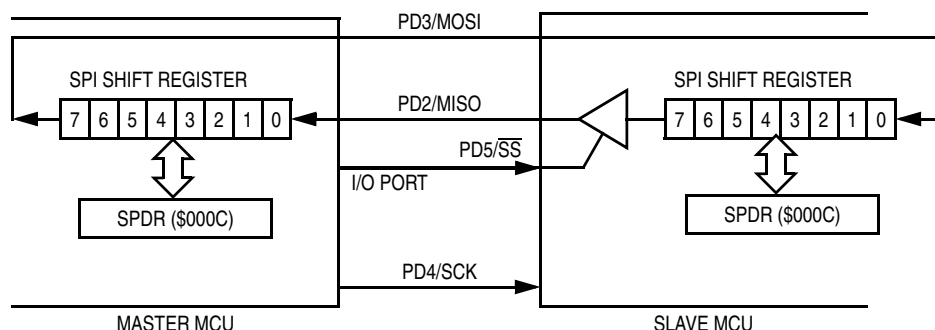 PD3/MOSI
SPI SHIFT REGISTER
SPI SHIFT REGISTER
7 6 5 4 3 2 1 0
PD2/MISO
7 6 5 4 3 2 1 0
PD5/S̅S̅
I/O PORT
SPDR ($000C)
SPDR ($000C)
PD4/SCK
MASTER MCU
SLAVE MCU